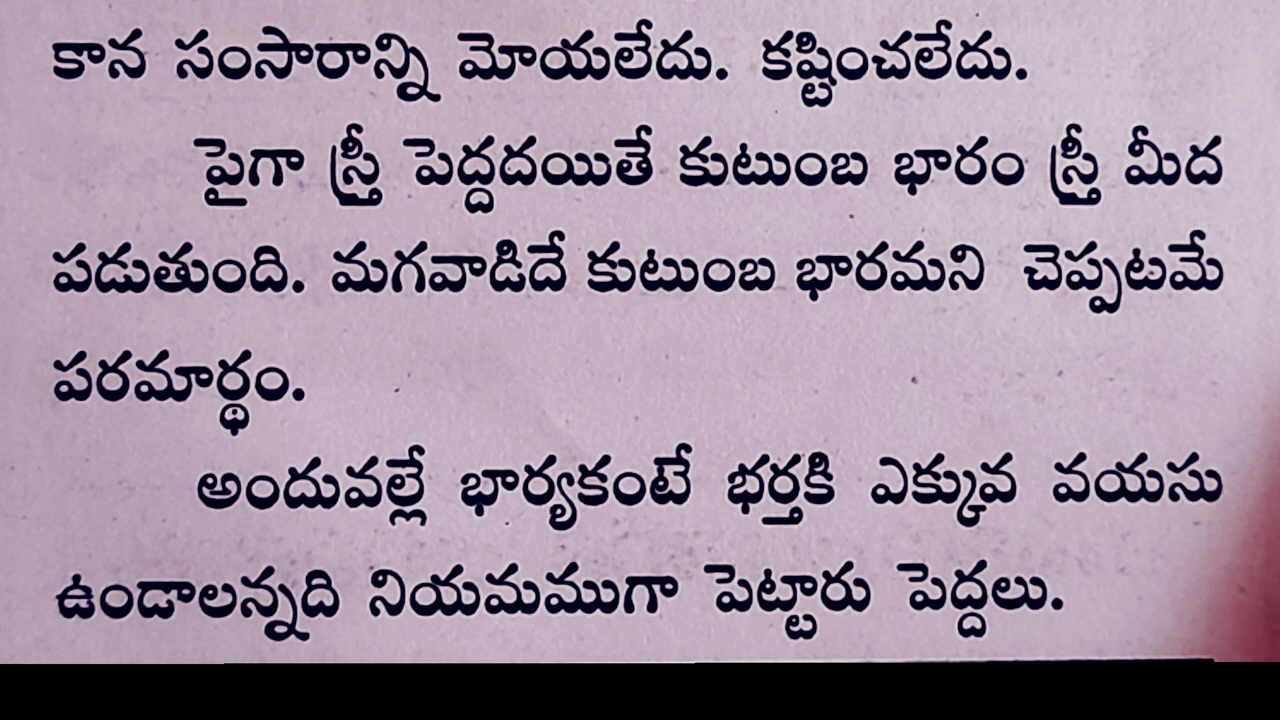 కాన సంసారాన్ని మోయలేదు. కష్టించలేదు.
పైగా స్త్రీ పెద్దదయితే కుటుంబ భారం స్త్రీ మీద
పడుతుంది. మగవాడిదే కుటుంబ భారమని చెప్పటమే
పరమార్థం.
అందువల్లే భార్యకంటే భర్తకి ఎక్కువ వయసు
ఉండాలన్నది నియమముగా పెట్టారు పెద్దలు.